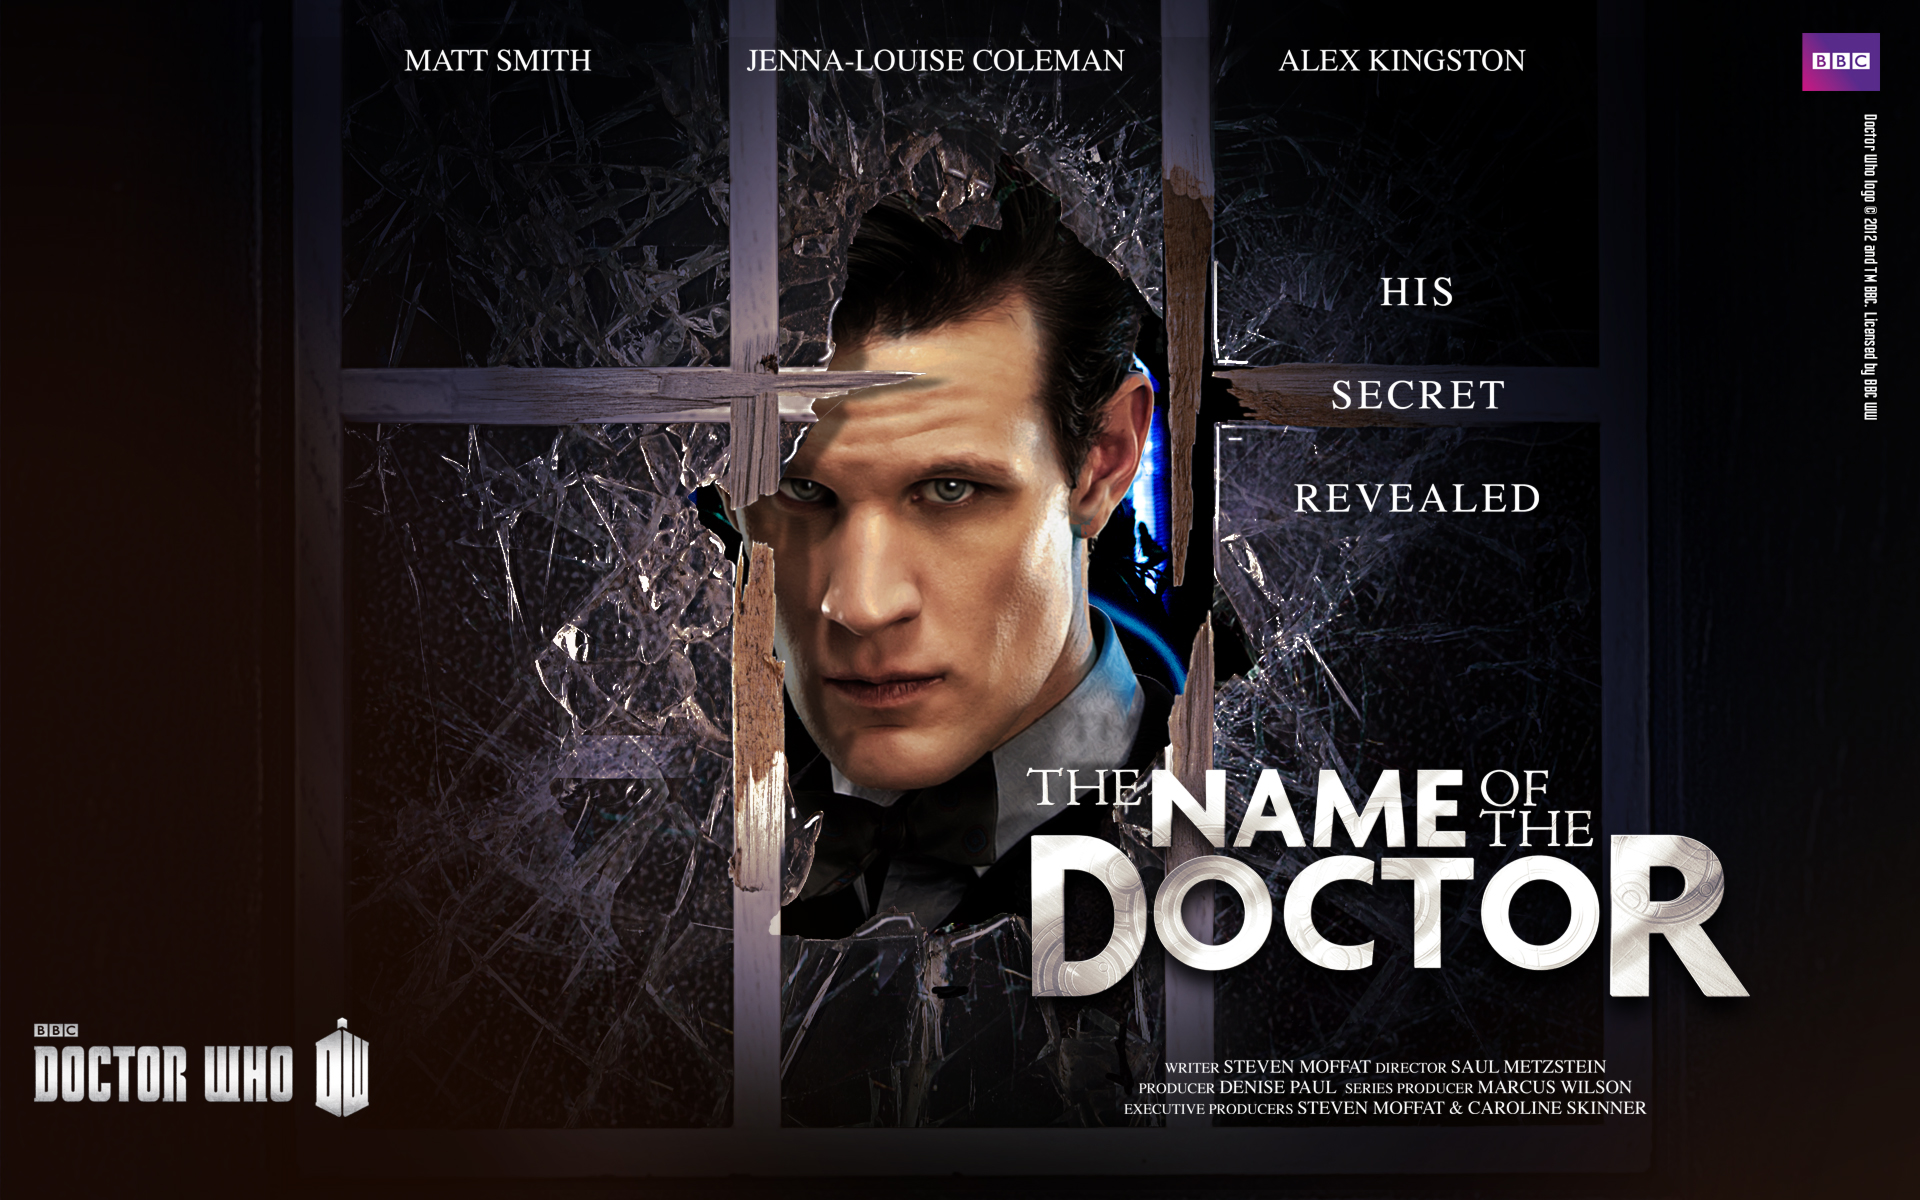 MATT SMITH
JENNA-LOUISE COLEMAN
ALEX KINGSTON
BBC
Doctor Who logo © 2012 and TM BBC. Licensed by BBC WW
HIS
SECRET
REVEALED
THE NAME OF THE
DOCTOR
BBC
DOCTOR WHO DW
WRITER STEVEN MOFFAT DIRECTOR SAUL METZSTEIN
PRODUCER DENISE PAUL SERIES PRODUCER MARCUS WILSON
EXECUTIVE PRODUCERS STEVEN MOFFAT & CAROLINE SKINNER